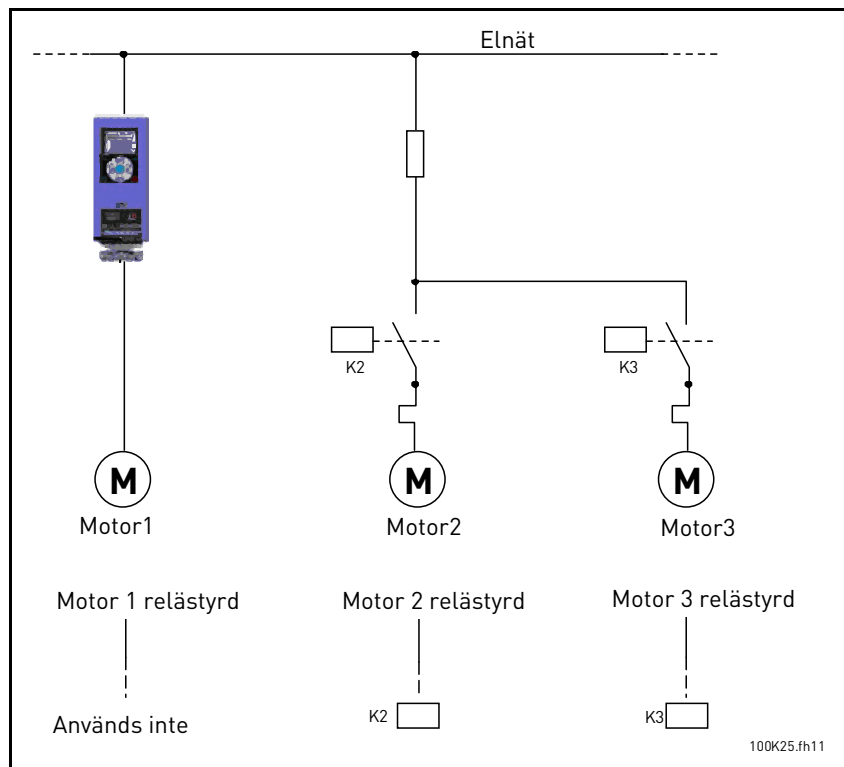 Elnät
K2
K3
M
M
M
Motor1
Motor2
Motor3
Motor 1 relästyrd
Motor 2 relästyrd
Motor 3 relästyrd
Används inte
K2
K3
100K25.fh11